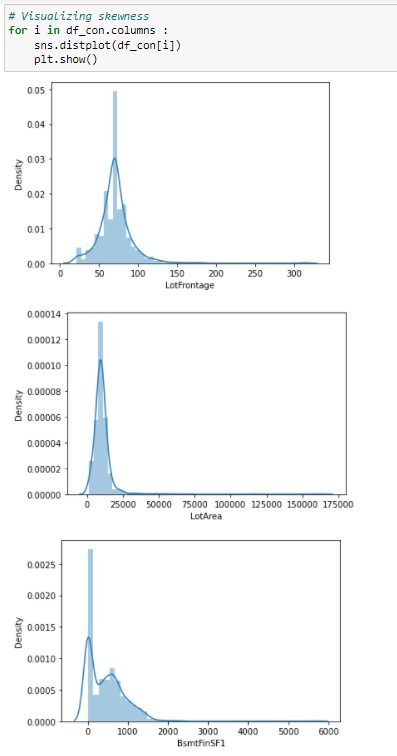 # Visualizing skewness
for i in df_con.columns :
    sns.distplot(df_con[i])
    plt.show()
0.05
0.04
0.03
0.02
0.01
0.00
Density
0 50 100 150 200 250 300
LotFrontage
0.00014
0.00012
0.00010
0.00008
0.00006
0.00004
0.00002
0.00000
Density
0 25000 50000 75000 100000 125000 150000 175000
LotArea
0.0025
0.0020
0.0015
0.0010
0.0005
0.0000
Density
0 1000 2000 3000 4000 5000 6000
BsmtFinSF1